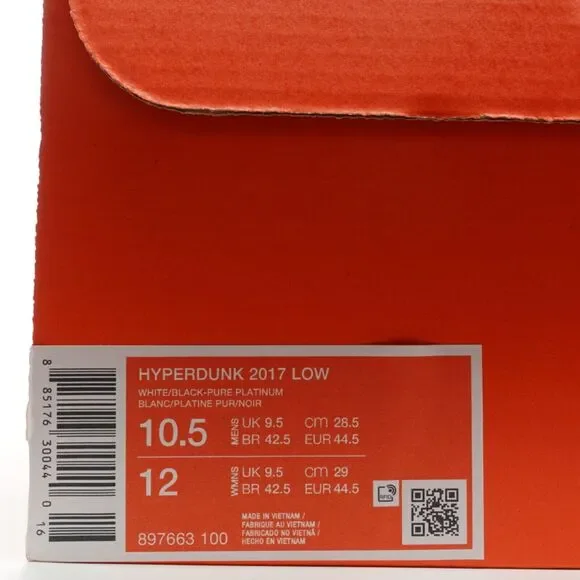 HYPERDUNK 2017 LOW
WHITE/BLACK-PURE PLATINUM
BLANC/PLATINE PUR/NOIR
10.5 MENS UK 9.5 CM 28.5
BR 42.5 EUR 44.5
12 WMNS UK 9.5 CM 29
BR 42.5 EUR 44.5
RFID
MADE IN VIETNAM /
FABRIQUE AU VIETNAM /
FABRICADO NO VIETNÃ /
HECHO EN VIETNAM
897663 100
8 85176 30044 0 16